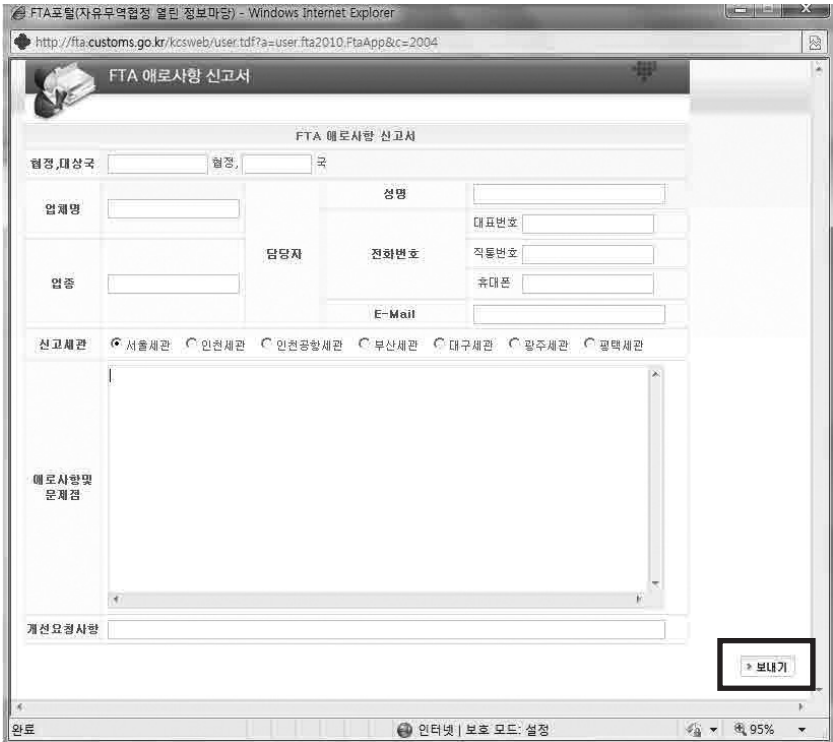 FTA포털(자유무역협정 열린 정보마당) - Windows Internet Explorer
http://fta.customs.go.kr/kcsweb/user.tdf?a=user.fta2010.FtaApp&c=2004
FTA 애로사항 신고서
FTA 애로사항 신고서
협정,대상국 협정, 국
업체명 성명
대표번호
담당자 전화번호 직통번호
업종 휴대폰
E-Mail
신고세관 서울세관 인천세관 인천공항세관 부산세관 대구세관 광주세관 평택세관
애로사항및
문제점
개선요청사항
보내기
완료 인터넷 | 보호 모드: 설정 95%